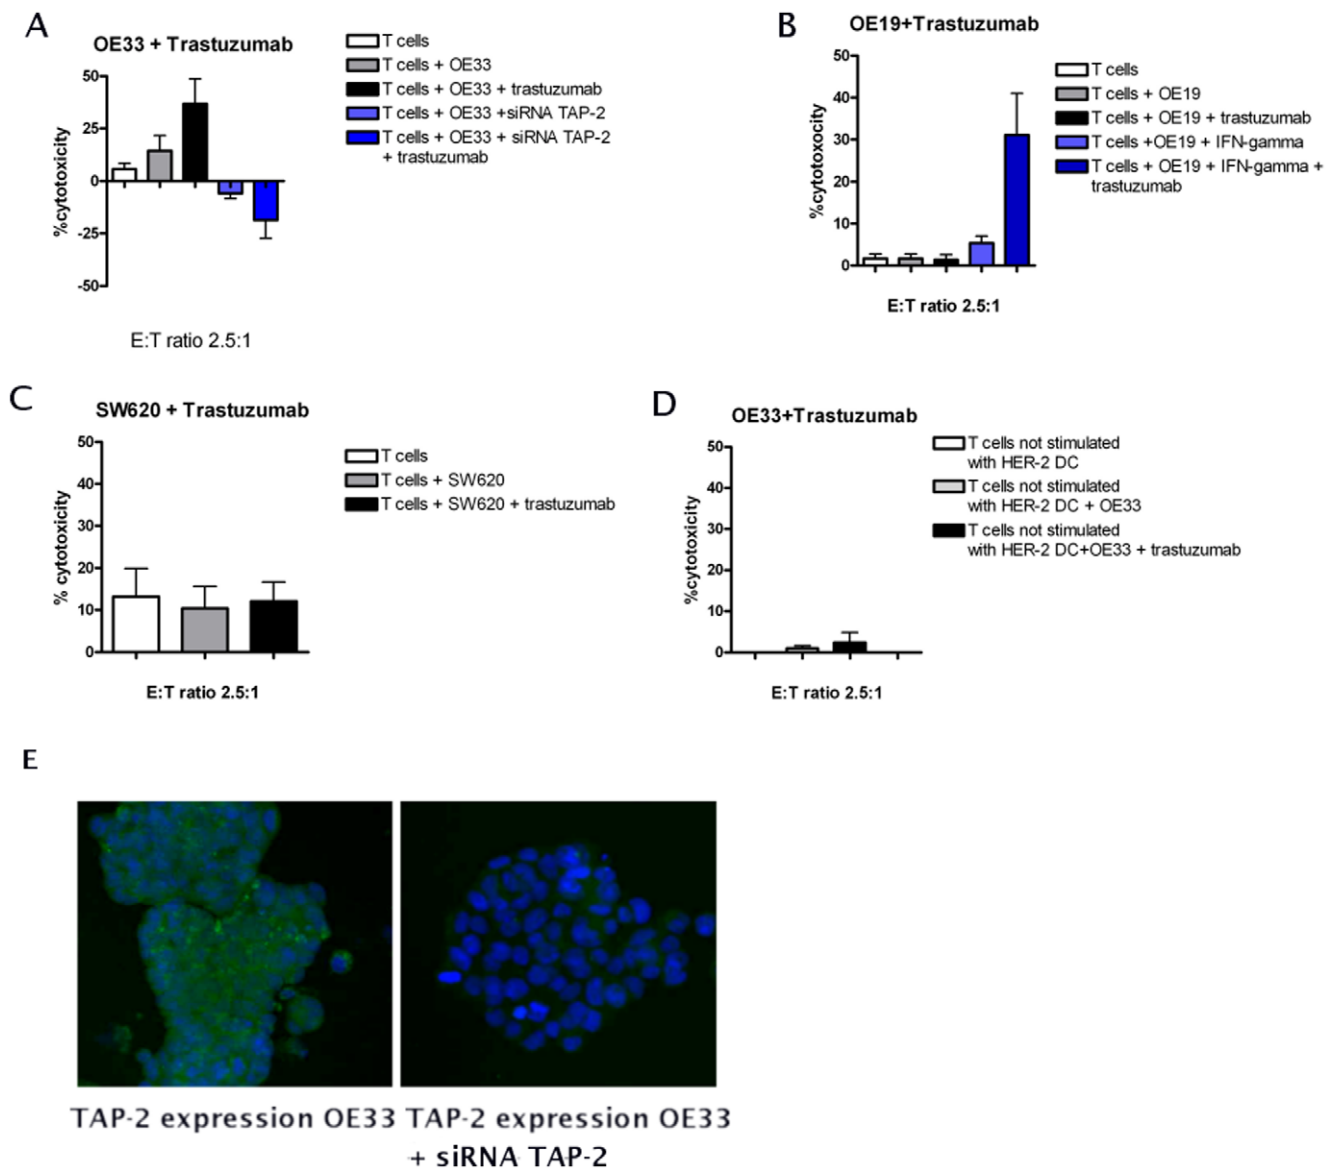 A
OE33 + Trastuzumab
%cytotoxicity
50
25
0
-25
-50
E:T ratio 2.5:1
T cells
T cells + OE33
T cells + OE33 + trastuzumab
T cells + OE33 +siRNA TAP-2
T cells + OE33 + siRNA TAP-2
+ trastuzumab
B
OE19+Trastuzumab
%cytotoxocity
50
40
30
20
10
0
E:T ratio 2.5:1
T cells
T cells + OE19
T cells + OE19 + trastuzumab
T cells +OE19 + IFN-gamma
T cells + OE19 + IFN-gamma +
trastuzumab
C
SW620 + Trastuzumab
% cytotoxicity
50
40
30
20
10
0
E:T ratio 2.5:1
T cells
T cells + SW620
T cells + SW620 + trastuzumab
D
OE33+Trastuzumab
%cytotoxicity
50
40
30
20
10
0
E:T ratio 2.5:1
T cells not stimulated
with HER-2 DC
T cells not stimulated
with HER-2 DC + OE33
T cells not stimulated
with HER-2 DC+OE33 + trastuzumab
E
TAP-2 expression OE33
TAP-2 expression OE33
+ siRNA TAP-2